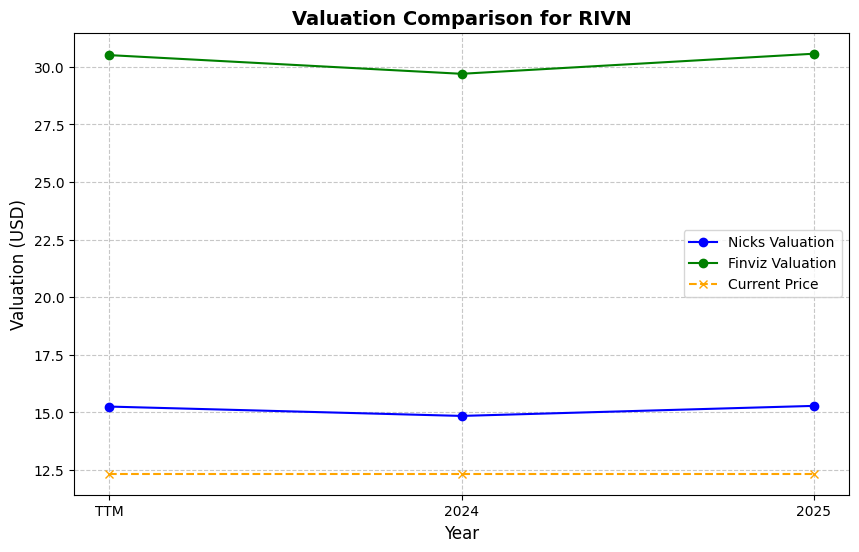 Valuation Comparison for RIVN
Valuation (USD)
30.0
27.5
25.0
22.5
20.0
17.5
15.0
12.5
Nicks Valuation
Finviz Valuation
Current Price
TTM
2024
2025
Year